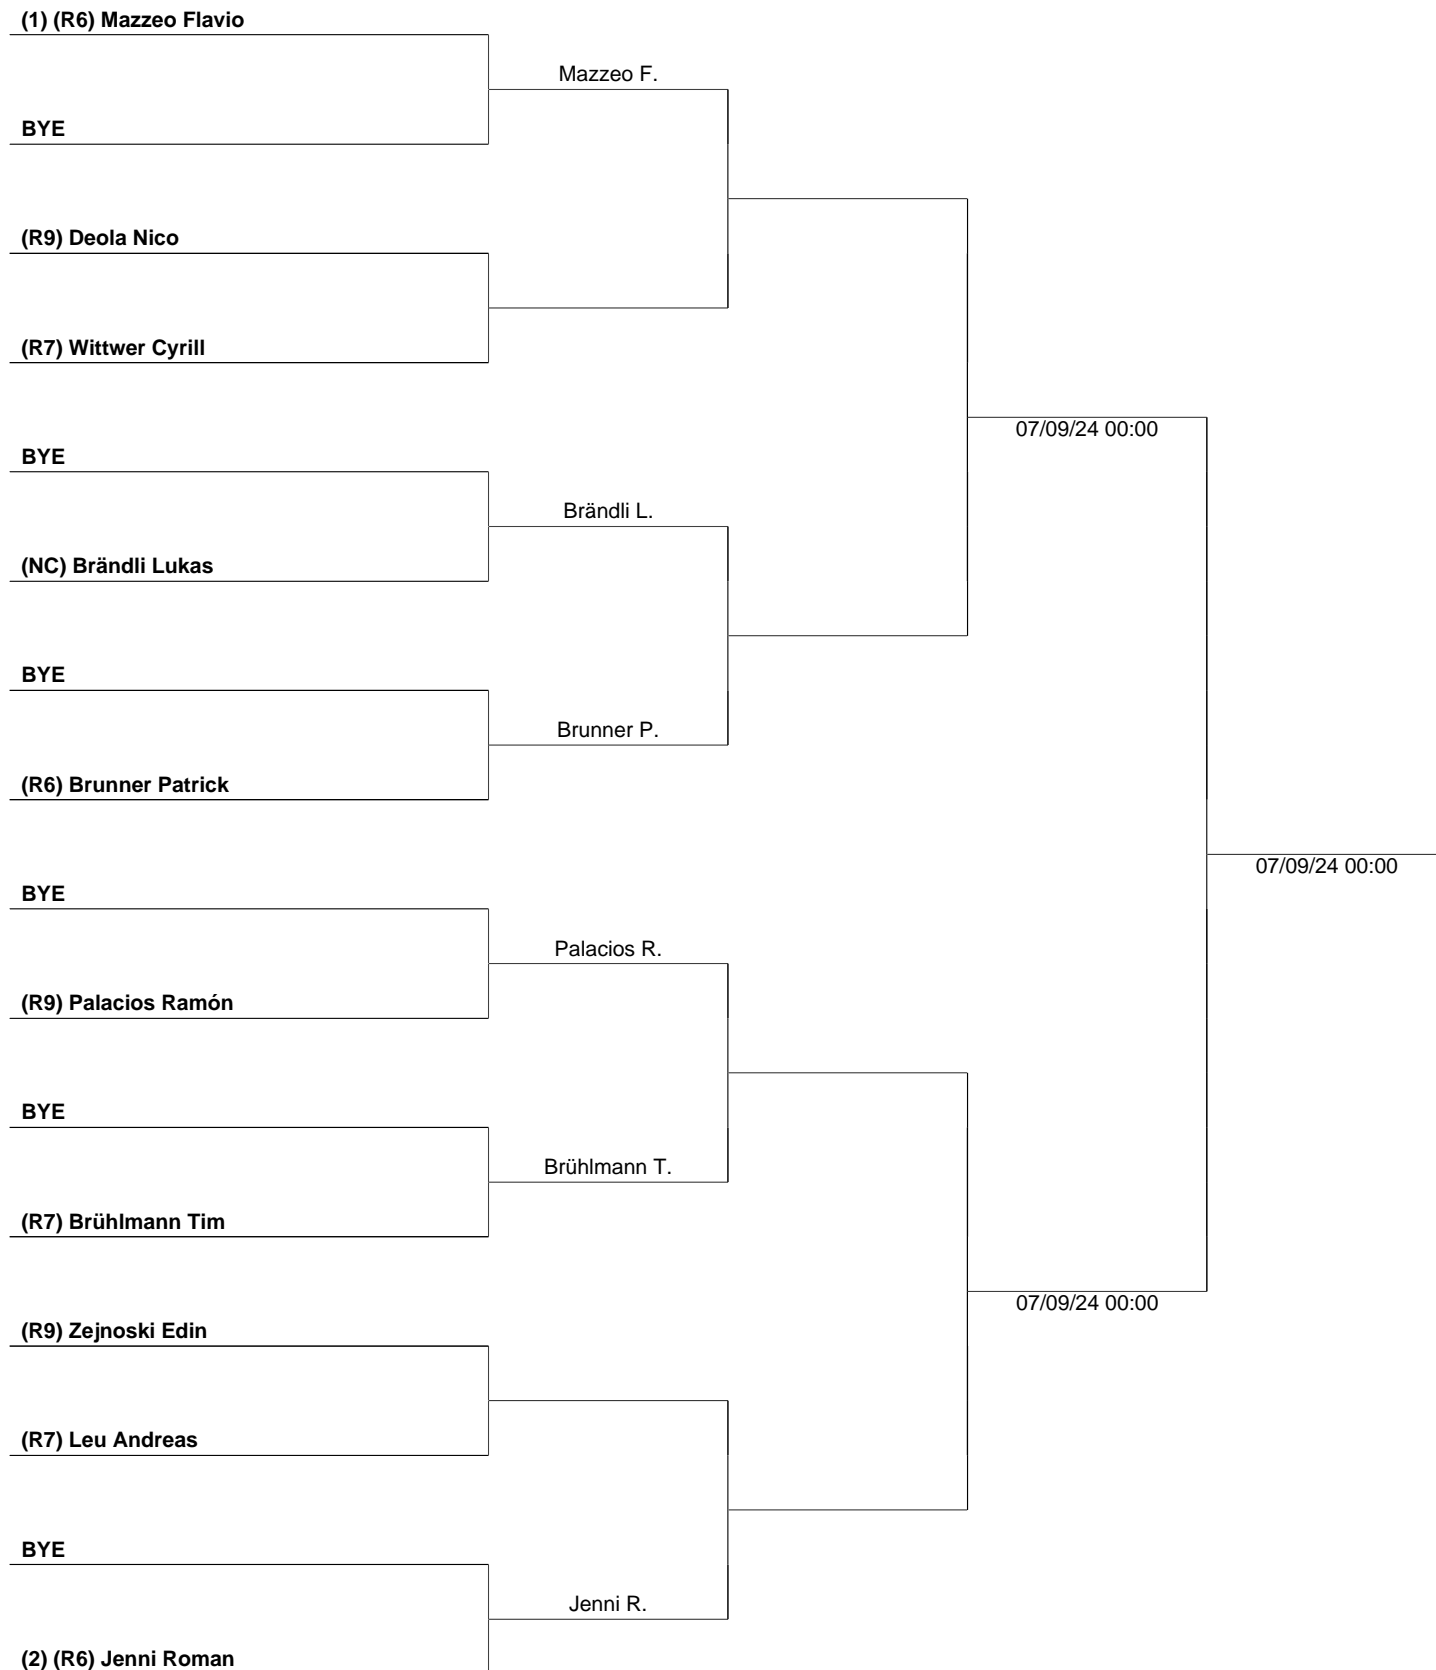 (1) (R6) Mazzeo Flavio
Mazzeo F.
BYE
(R9) Deola Nico
(R7) Wittwer Cyrill
07/09/24 00:00
BYE
Brändli L.
(NC) Brändli Lukas
BYE
Brunner P.
(R6) Brunner Patrick
07/09/24 00:00
BYE
Palacios R.
(R9) Palacios Ramón
BYE
Brühlmann T.
(R7) Brühlmann Tim
07/09/24 00:00
(R9) Zejnoski Edin
(R7) Leu Andreas
BYE
Jenni R.
(2) (R6) Jenni Roman